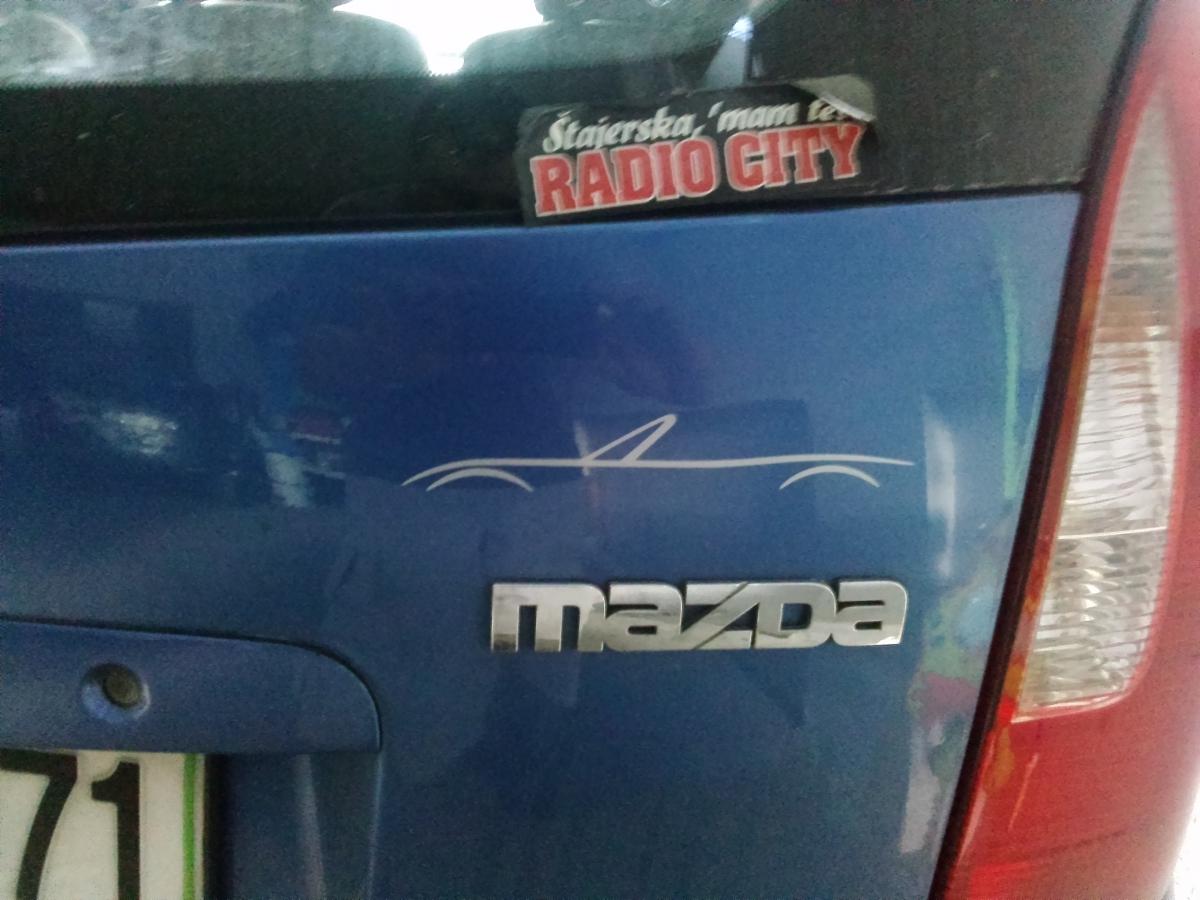 Štajerska, 'mam te!
RADIO CITY
mazda
71